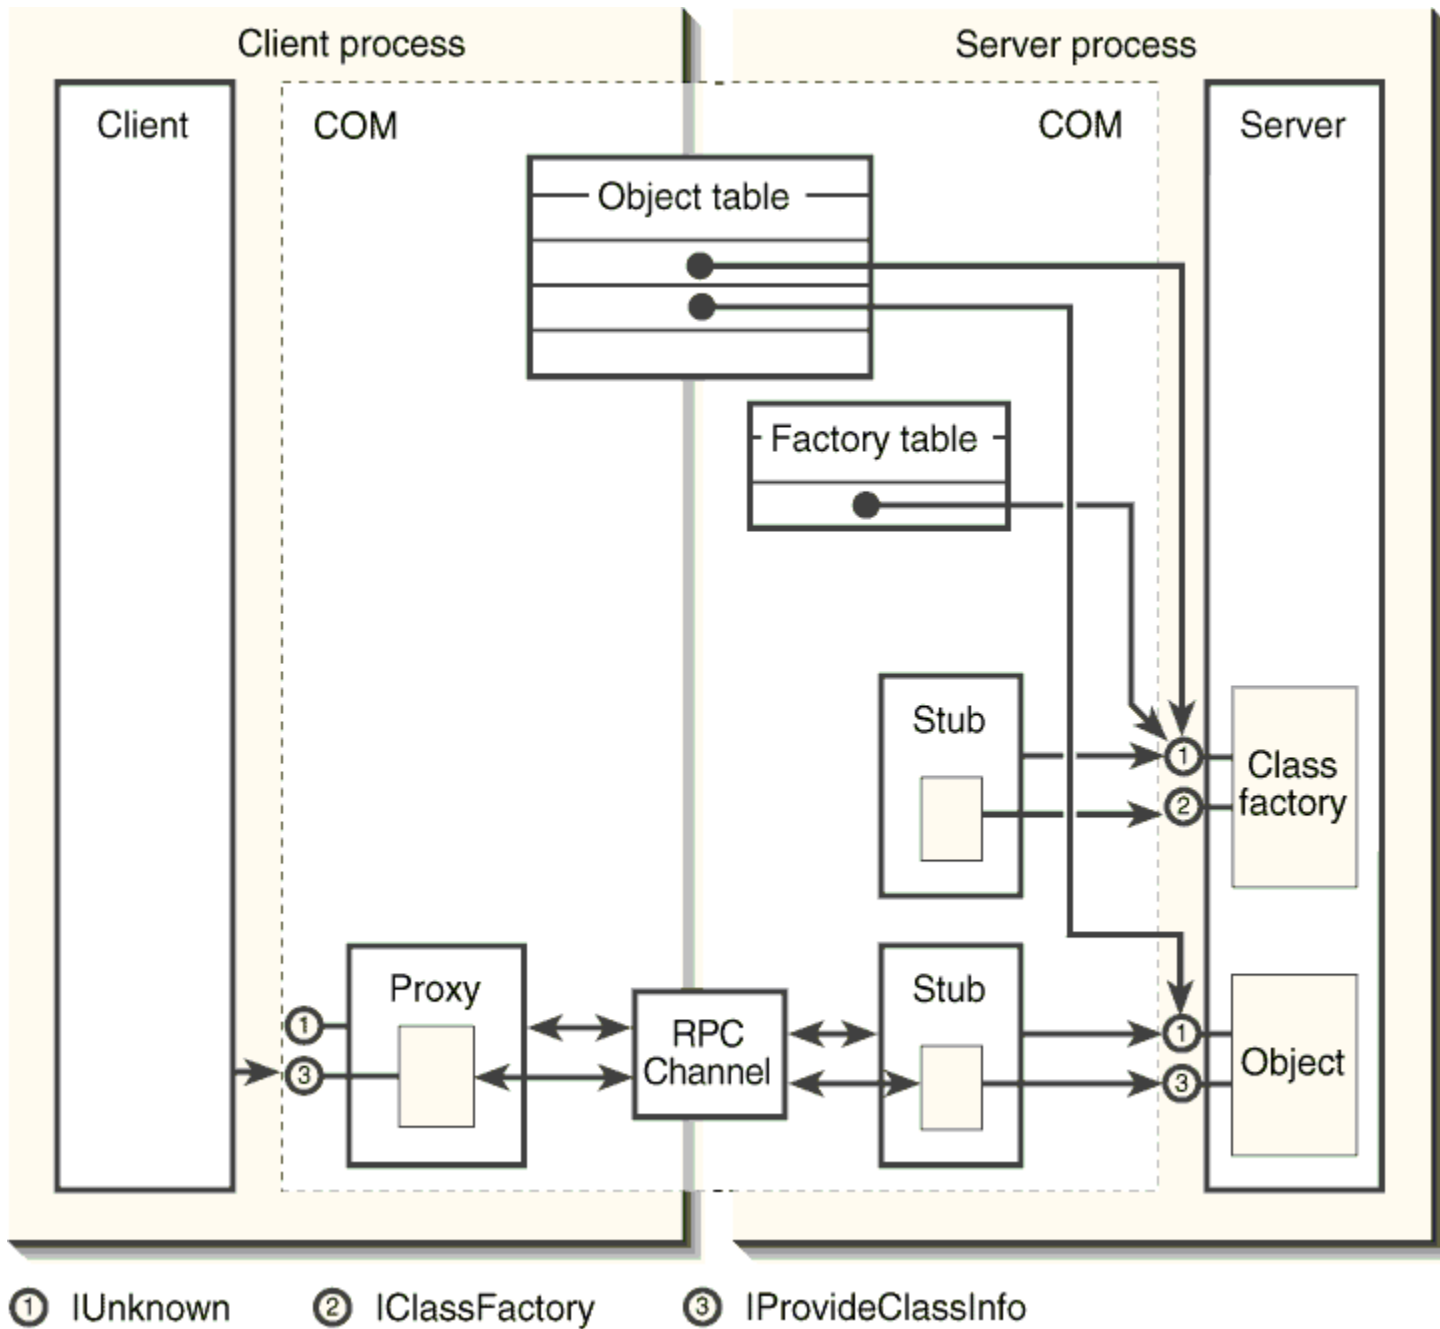 Client process
Server process
Client
COM
COM
Server
Object table
Factory table
Stub
1
Class
factory
2
Proxy
Stub
1
RPC
Channel
1
Object
3
3
1 IUnknown
2 IClassFactory
3 IProvideClassInfo